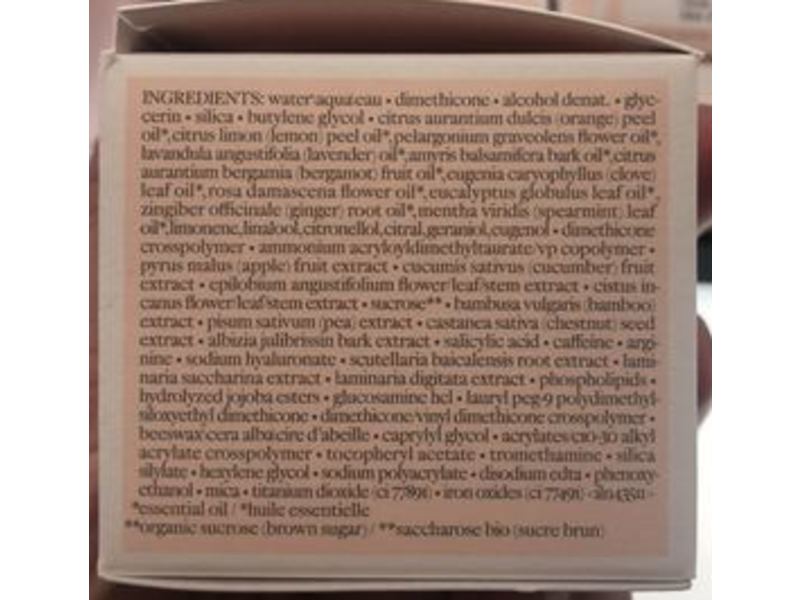 INGREDIENTS: water\aqua\eau • dimethicone • alcohol denat. • gly-
cerin • silica • butylene glycol • citrus aurantium dulcis (orange) peel
oil*, citrus limon (lemon) peel oil*, pelargonium graveolens flower oil*,
lavandula angustifolia (lavender) oil*, amyris balsamifera bark oil*, citrus
aurantium bergamia (bergamot) fruit oil*, eugenia caryophyllus (clove)
leaf oil*, rosa damascena flower oil*, eucalyptus globulus leaf oil*,
zingiber officinale (ginger) root oil*, mentha viridis (spearmint) leaf
oil*, limonene, linalool, citronellol, citral, geraniol, eugenol • dimethicone
crosspolymer • ammonium acryloyldimethyltaurate/vp copolymer •
pyrus malus (apple) fruit extract • cucumis sativus (cucumber) fruit
extract • epilobium angustifolium flower/leaf/stem extract • cistus in-
canus flower/leaf/stem extract • sucrose** • bambusa vulgaris (bamboo)
extract • pisum sativum (pea) extract • castanea sativa (chestnut) seed
extract • albizia julibrissin bark extract • salicylic acid • caffeine • argi-
nine • sodium hyaluronate • scutellaria baicalensis root extract • lami-
naria saccharina extract • laminaria digitata extract • phospholipids •
hydrolyzed jojoba esters • glucosamine hcl • lauryl peg-9 polydimethyl-
siloxyethyl dimethicone • dimethicone/vinyl dimethicone crosspolymer •
beeswax\cera alba\cire d'abeille • caprylyl glycol • acrylates/c10-30 alkyl
acrylate crosspolymer • tocopheryl acetate • tromethamine • silica
silylate • hexylene glycol • sodium polyacrylate • disodium edta • phenoxy-
ethanol • mica • titanium dioxide (ci 77891) • iron oxides (ci 77491)
*essential oil / *huile essentielle
**organic sucrose (brown sugar) / **saccharose bio (sucre brun)